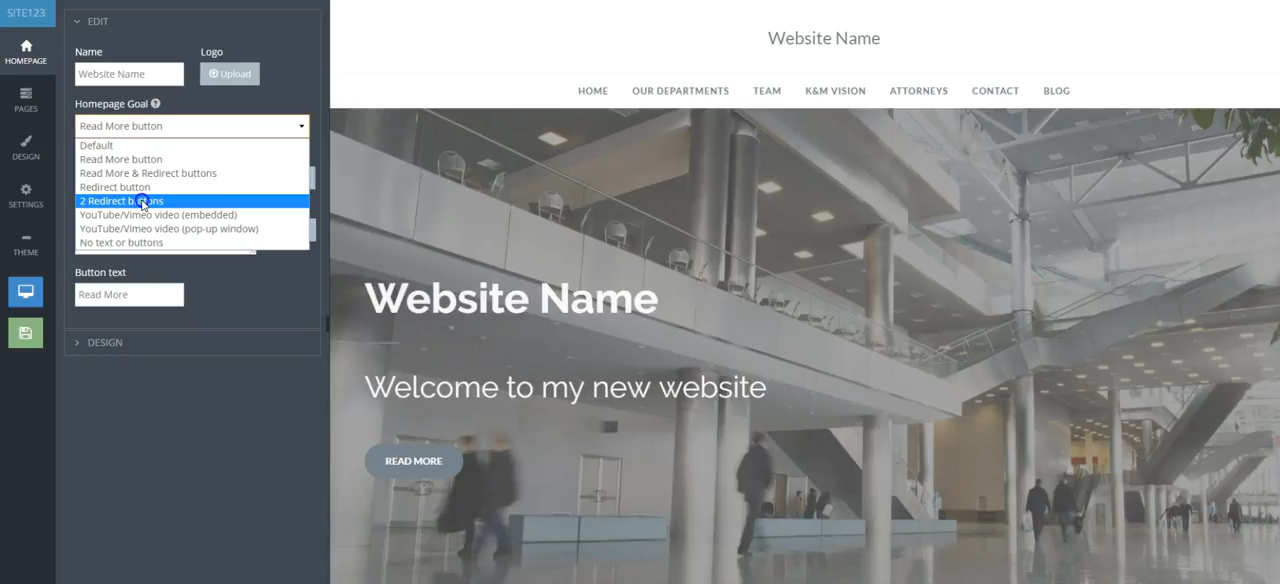 SITE123
HOMEPAGE
PAGES
DESIGN
SETTINGS
THEME
EDIT
Name
Logo
Website Name
Upload
Homepage Goal
Read More button
Default
Read More button
Read More & Redirect buttons
Redirect button
2 Redirect buttons
YouTube/Vimeo video (embedded)
YouTube/Vimeo video (pop-up window)
No text or buttons
Button text
Read More
DESIGN
Website Name
HOME OUR DEPARTMENTS TEAM K&M VISION ATTORNEYS CONTACT BLOG
Website Name
Welcome to my new website
READ MORE